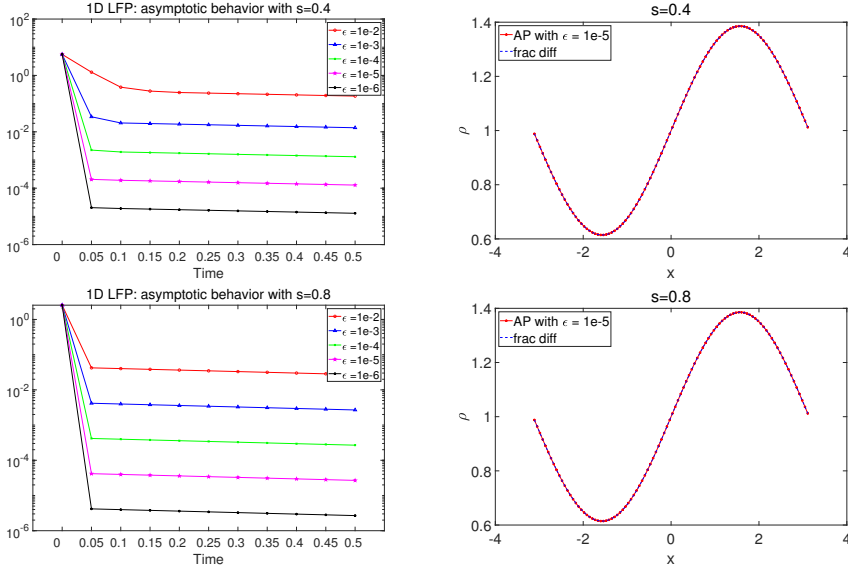 1D LFP: asymptotic behavior with s=0.4
10^2
10^0
10^-2
10^-4
10^-6
ϵ =1e-2
ϵ =1e-3
ϵ =1e-4
ϵ =1e-5
ϵ =1e-6
0 0.05 0.1 0.15 0.2 0.25 0.3 0.35 0.4 0.45 0.5
Time
s=0.4
1.4
1.2
1
0.8
0.6
ρ
AP with ϵ = 1e-5
frac diff
-4 -2 0 2 4
x
1D LFP: asymptotic behavior with s=0.8
10^0
10^-2
10^-4
10^-6
ϵ =1e-2
ϵ =1e-3
ϵ =1e-4
ϵ =1e-5
ϵ =1e-6
0 0.05 0.1 0.15 0.2 0.25 0.3 0.35 0.4 0.45 0.5
Time
s=0.8
1.4
1.2
1
0.8
0.6
ρ
AP with ϵ = 1e-5
frac diff
-4 -2 0 2 4
x